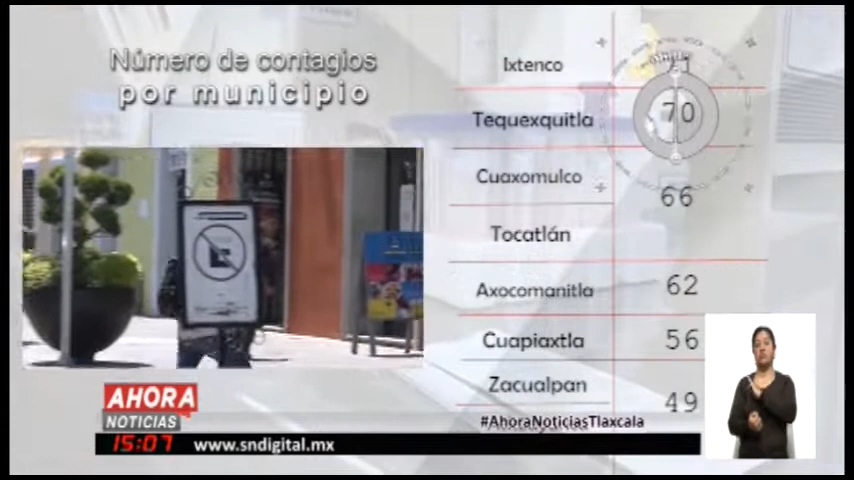 Número de contagios
por municipio
Ixtenco
Tequexquitla 70
Cuaxomulco 66
Tocatlán
Axocomanitla 62
Cuapiaxtla 56
Zacualpan 49
#AhoraNoticiasTlaxcala
AHORA
NOTICIAS
15:07 www.sndigital.mx